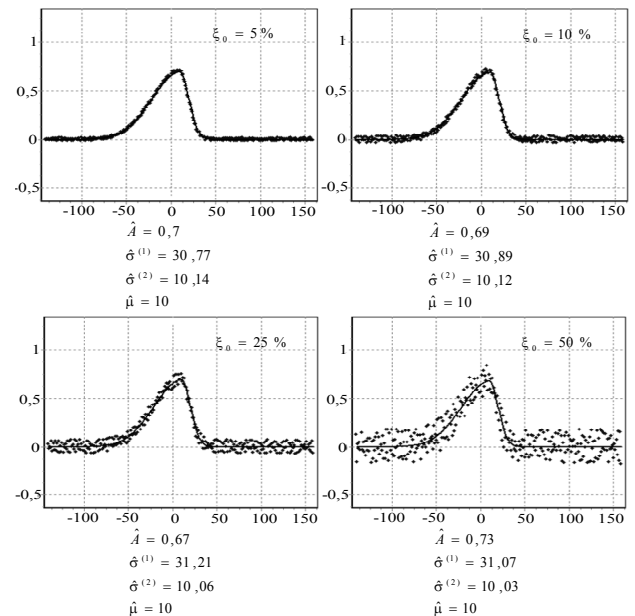 ξ₀ = 5 %
1
0,5
0
-0,5
-100 -50 0 50 100 150
Â = 0,7
σ̂ ⁽¹⁾ = 30,77
σ̂ ⁽²⁾ = 10,14
μ̂ = 10
ξ₀ = 10 %
1
0,5
0
-0,5
-100 -50 0 50 100 150
Â = 0,69
σ̂ ⁽¹⁾ = 30,89
σ̂ ⁽²⁾ = 10,12
μ̂ = 10
ξ₀ = 25 %
1
0,5
0
-0,5
-100 -50 0 50 100 150
Â = 0,67
σ̂ ⁽¹⁾ = 31,21
σ̂ ⁽²⁾ = 10,06
μ̂ = 10
ξ₀ = 50 %
1
0,5
0
-0,5
-100 -50 0 50 100 150
Â = 0,73
σ̂ ⁽¹⁾ = 31,07
σ̂ ⁽²⁾ = 10,03
μ̂ = 10